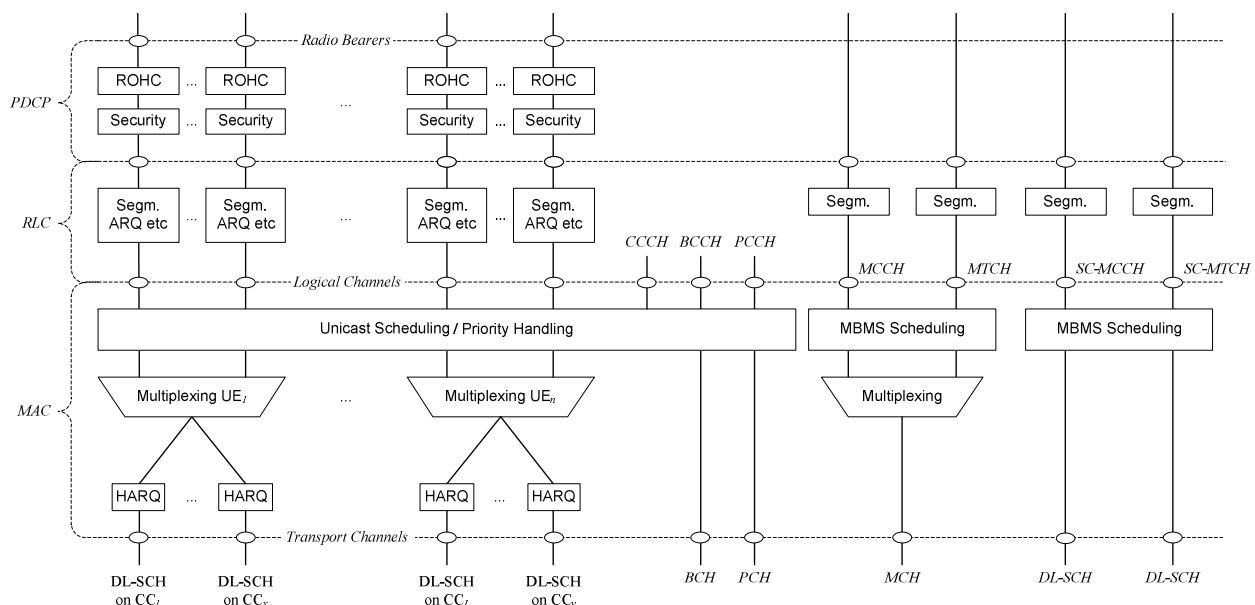 Radio Bearers
ROHC ... ROHC ROHC ... ROHC
PDCP ...
Security ... Security Security ... Security
Segm. ARQ etc ... Segm. ARQ etc ... Segm. ARQ etc ... Segm. ARQ etc Segm. Segm. Segm. Segm.
RLC
CCCH BCCH PCCH
MCCH MTCH SC-MCCH SC-MTCH
Logical Channels
Unicast Scheduling / Priority Handling MBMS Scheduling MBMS Scheduling
MAC Multiplexing UE1 ... Multiplexing UEn Multiplexing
HARQ ... HARQ HARQ ... HARQ
Transport Channels
DL-SCH DL-SCH DL-SCH DL-SCH BCH PCH MCH DL-SCH DL-SCH
on CC1 on CCx on CC1 on CCy